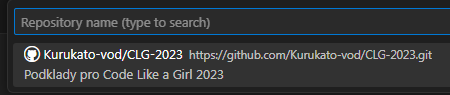 Repository name (type to search)
Kurukato-vod/CLG-2023 https://github.com/Kurukato-vod/CLG-2023.git
Podklady pro Code Like a Girl 2023